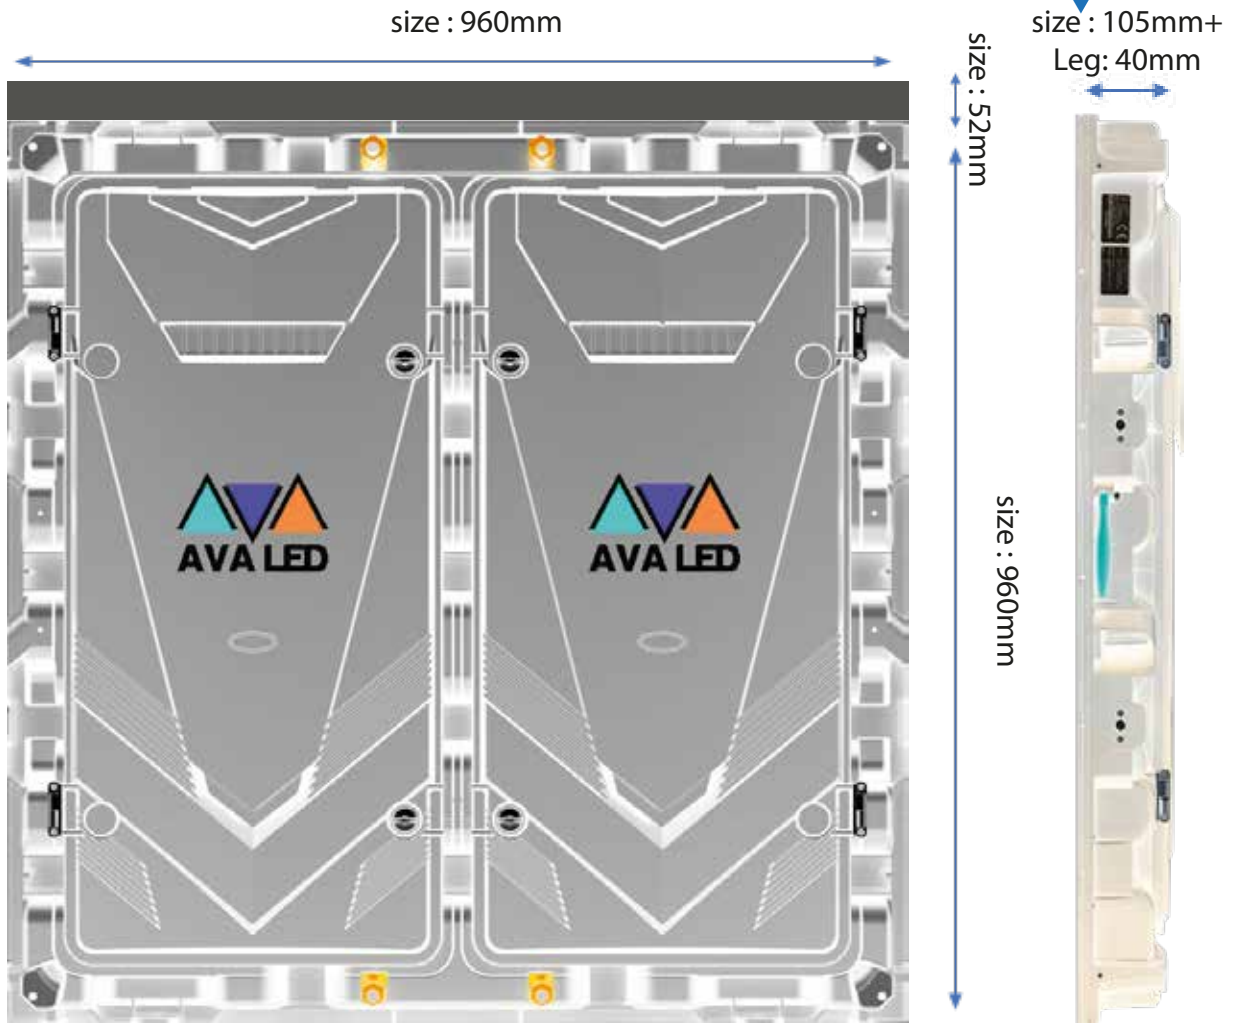 size : 960mm
size : 105mm+
Leg: 40mm
size : 52mm
size : 960mm
AVA LED
AVA LED